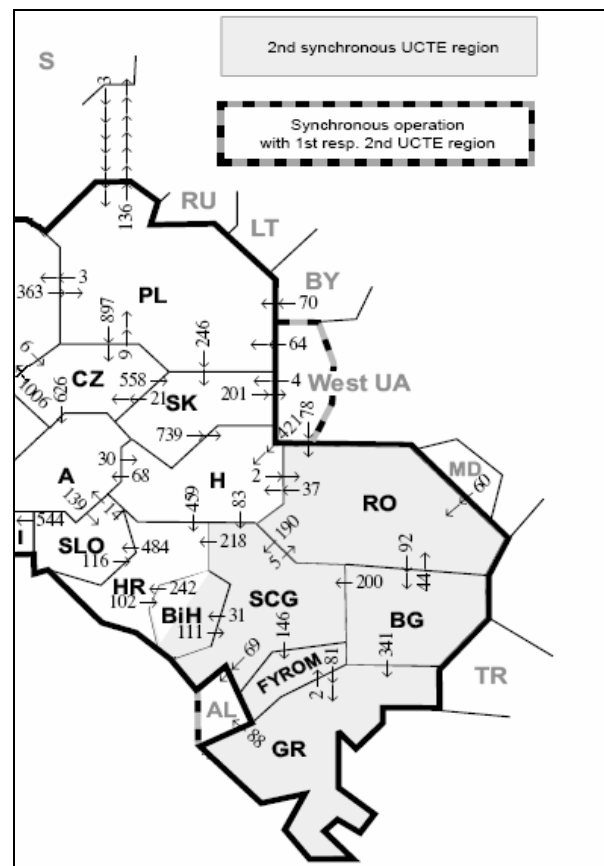 2nd synchronous UCTE region
S
Synchronous operation
with 1st resp. 2nd UCTE region
3
136
RU
LT
3
363
PL
BY
70
897
9
246
64
6
1006
CZ
626
558
21
SK
4
201
West UA
78
421
739
30
68
A
139
14
H
2
37
MD
60
RO
459
83
544
I
SLO
116
484
218
190
5
92
44
HR
102
242
BiH
111
31
SCG
200
BG
146
69
FYROM
2
81
341
TR
AL
88
GR